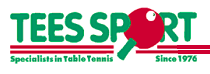 TEES SPORT
Specialists in Table Tennis Since 1976